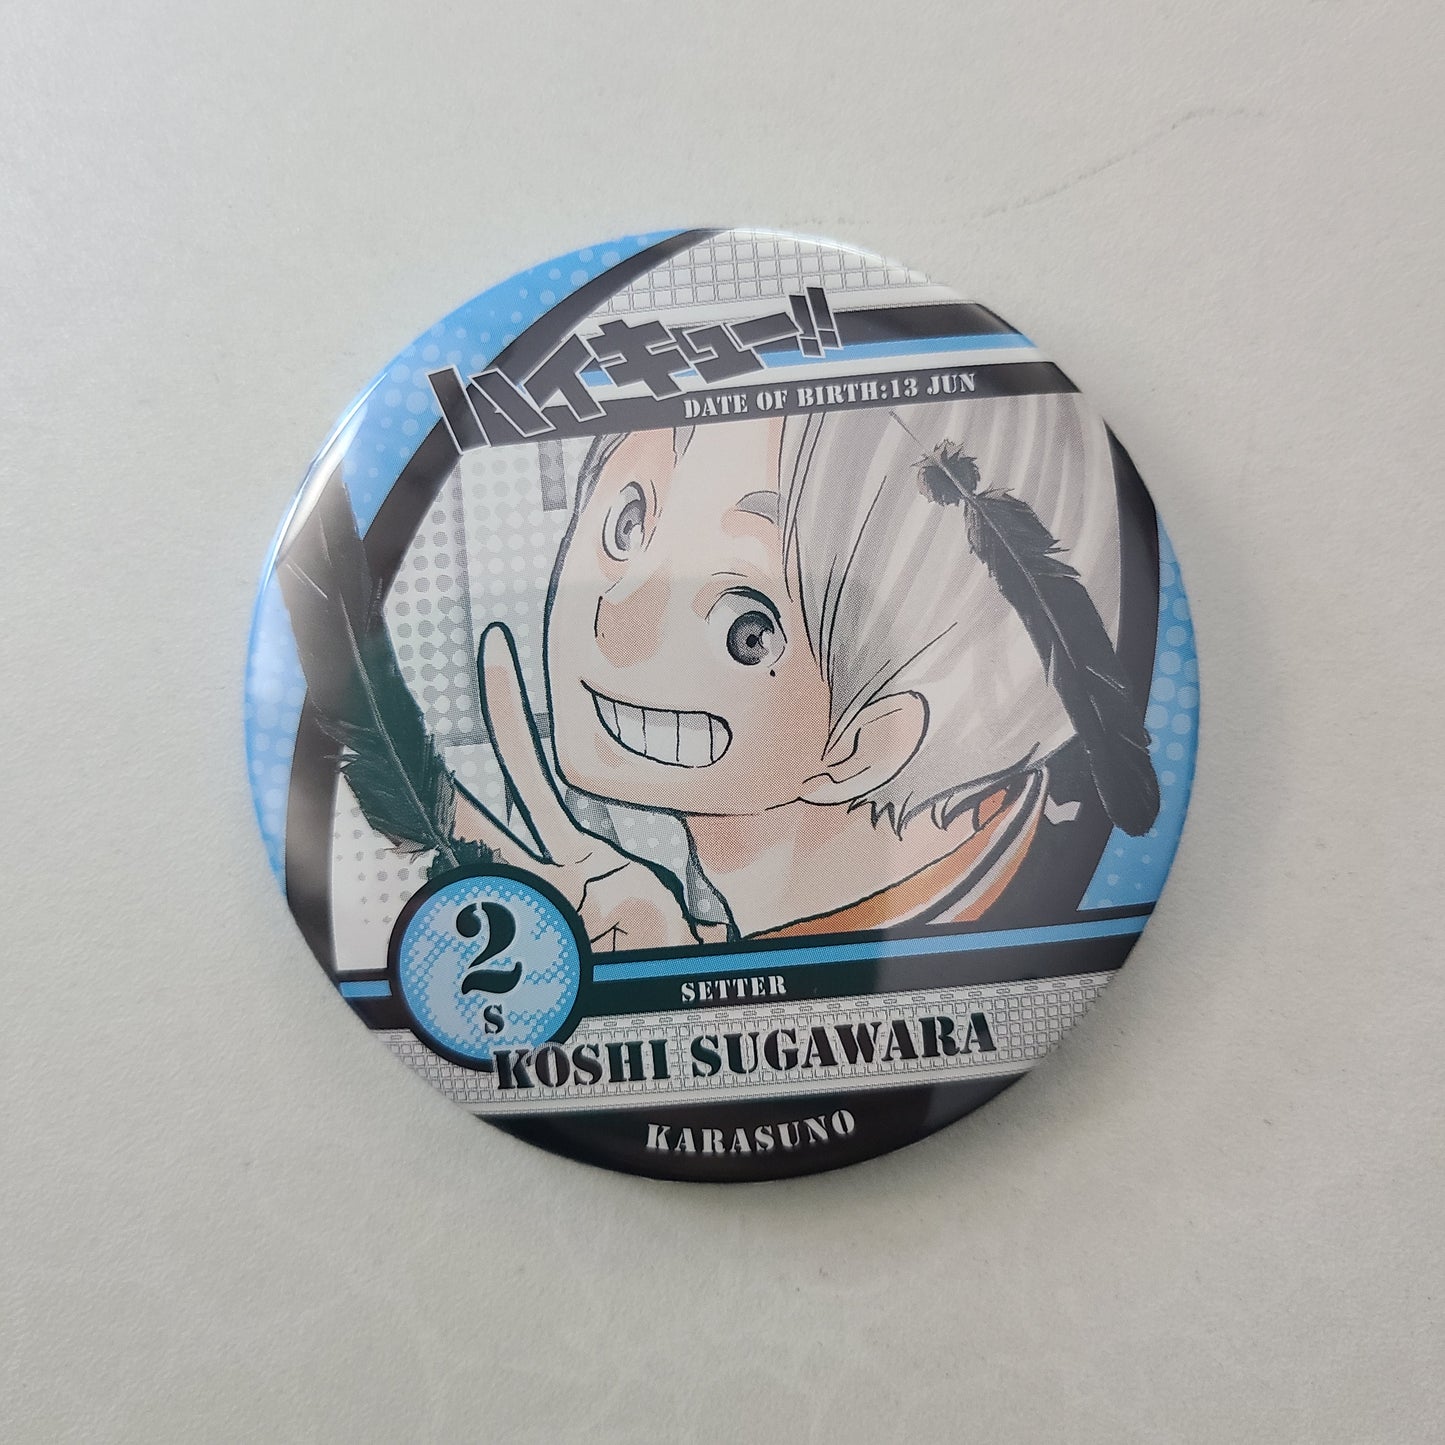 ハイキュー!!
DATE OF BIRTH:13 JUN
2
S
SETTER
KOSHI SUGAWARA
KARASUNO